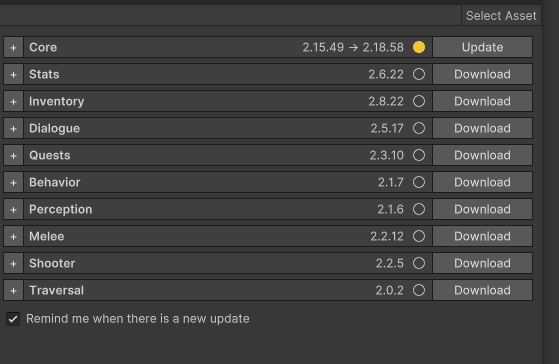 Select Asset
+ Core 2.15.49 → 2.18.58 Update
+ Stats 2.6.22 Download
+ Inventory 2.8.22 Download
+ Dialogue 2.5.17 Download
+ Quests 2.3.10 Download
+ Behavior 2.1.7 Download
+ Perception 2.1.6 Download
+ Melee 2.2.12 Download
+ Shooter 2.2.5 Download
+ Traversal 2.0.2 Download
Remind me when there is a new update